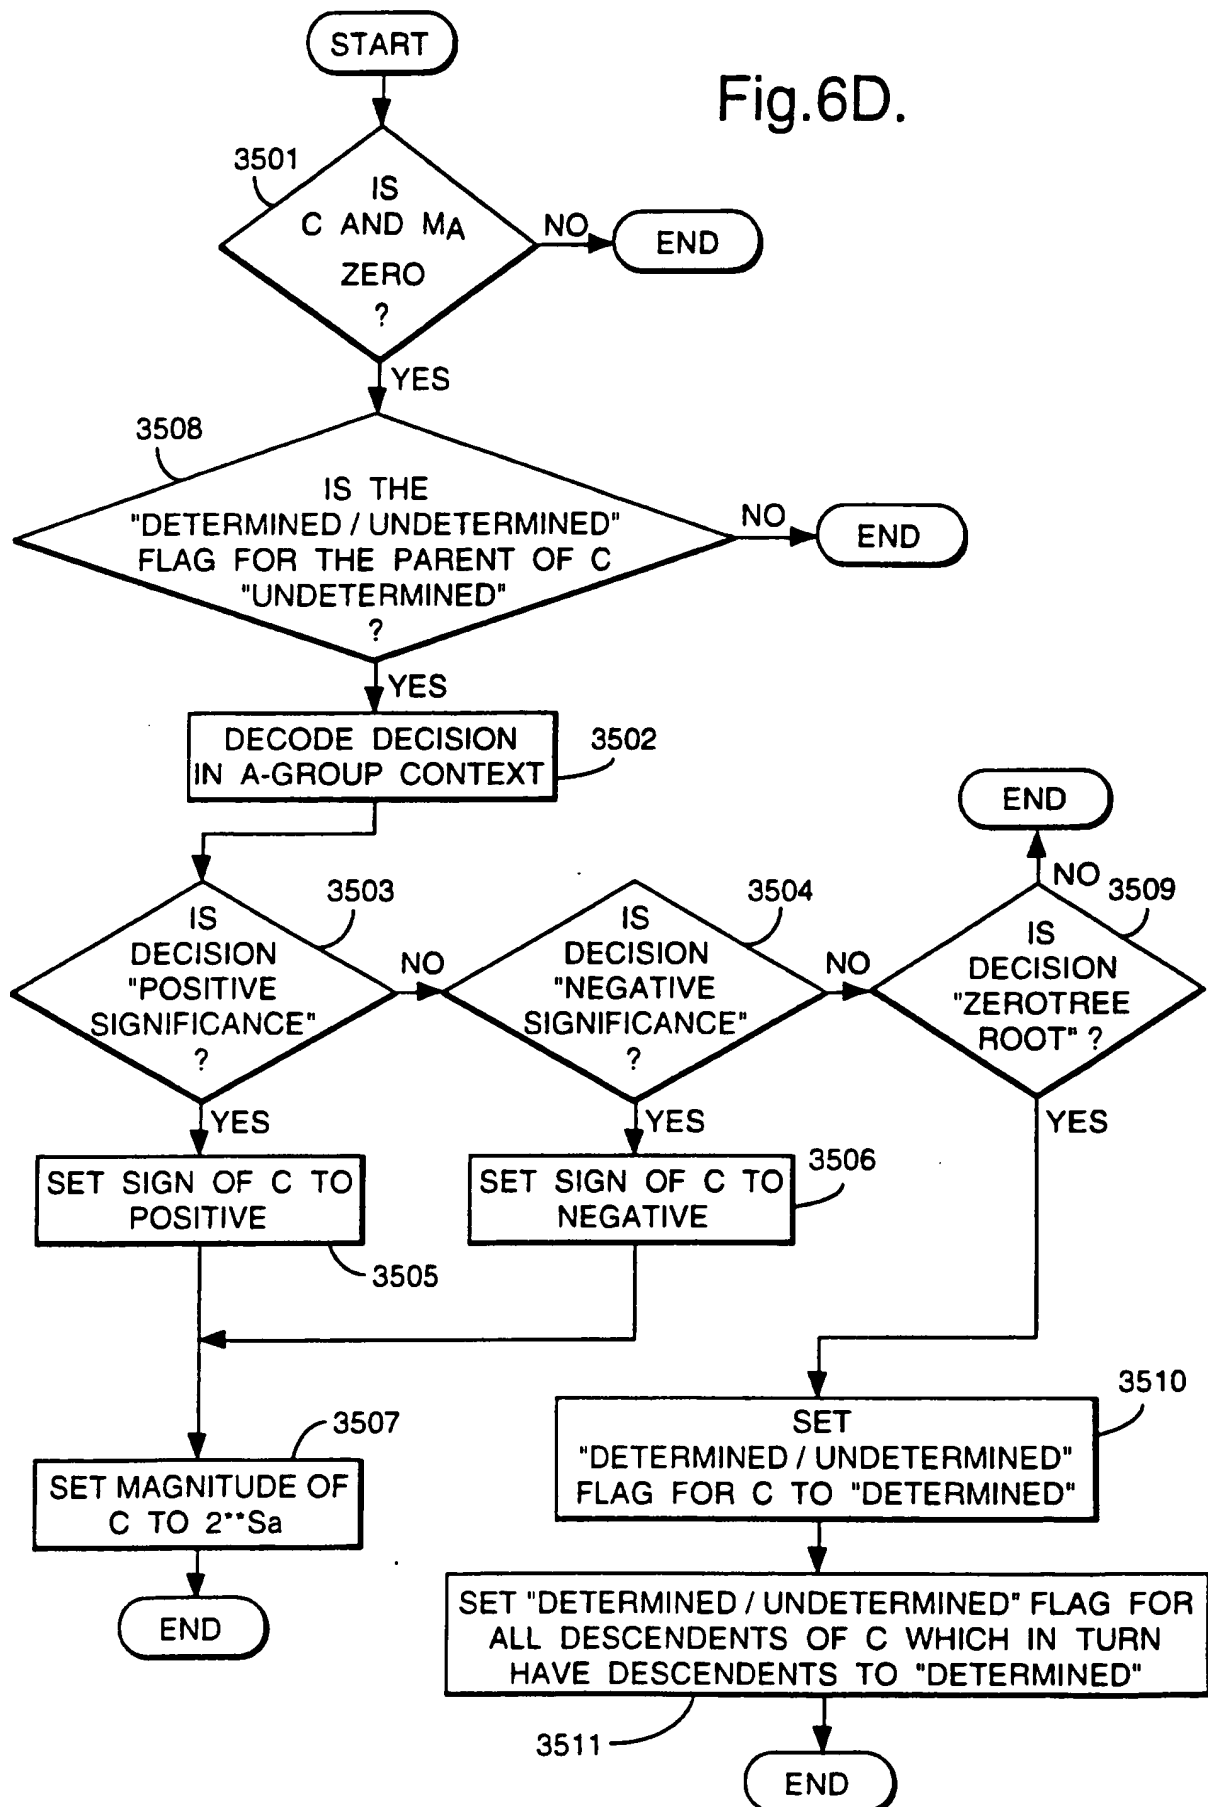 START
Fig.6D.
3501
IS
C AND MA
ZERO
?
NO
END
YES
3508
IS THE
"DETERMINED / UNDETERMINED"
FLAG FOR THE PARENT OF C
"UNDETERMINED"
?
NO
END
YES
DECODE DECISION
IN A-GROUP CONTEXT
3502
END
NO
3503
IS
DECISION
"POSITIVE
SIGNIFICANCE"
?
NO
3504
IS
DECISION
"NEGATIVE
SIGNIFICANCE"
?
NO
3509
IS
DECISION
"ZEROTREE
ROOT" ?
YES
YES
YES
SET SIGN OF C TO
POSITIVE
3505
SET SIGN OF C TO
NEGATIVE
3506
3507
SET MAGNITUDE OF
C TO 2**Sa
END
3510
SET
"DETERMINED / UNDETERMINED"
FLAG FOR C TO "DETERMINED"
SET "DETERMINED / UNDETERMINED" FLAG FOR
ALL DESCENDENTS OF C WHICH IN TURN
HAVE DESCENDENTS TO "DETERMINED"
3511
END